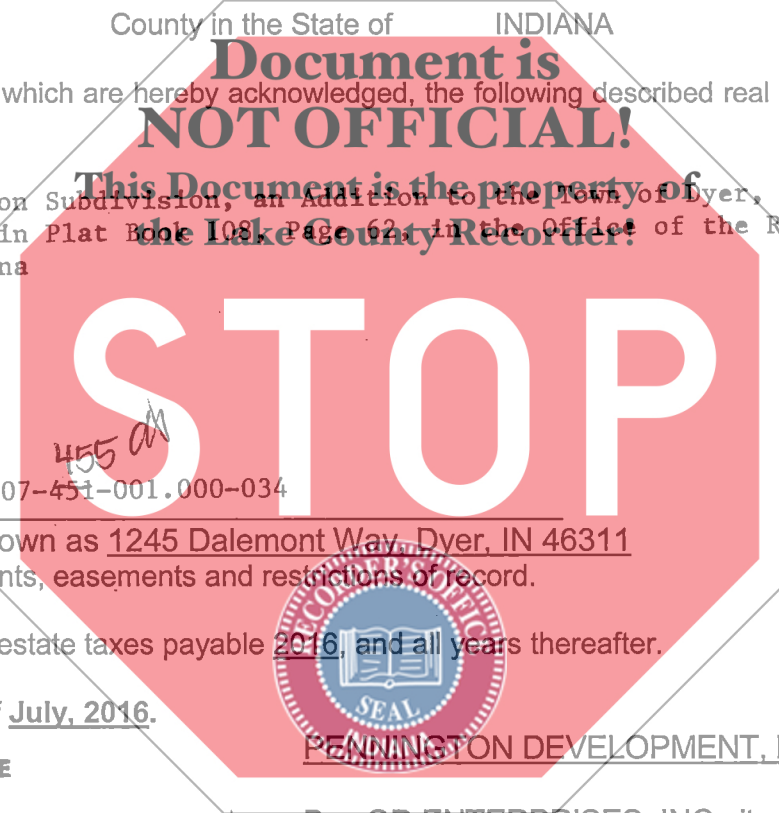 County in the State of INDIANA
Document is
which are hereby acknowledged, the following described real
NOT OFFICIAL!
This Document is the property of
on Subdivision, an Addition to the Town of Dyer,
in Plat Book 108, Page 62, in the Office of the R
the Lake County Recorder!
na
STOP
455
07-451-001.000-034
own as 1245 Dalemont Way, Dyer, IN 46311
nts, easements and restrictions of record.
RECORDER'S OFFICE
estate taxes payable 2016, and all years thereafter.
SEAL
July, 2016.
INDIANA
PENNINGTON DEVELOPMENT,
E